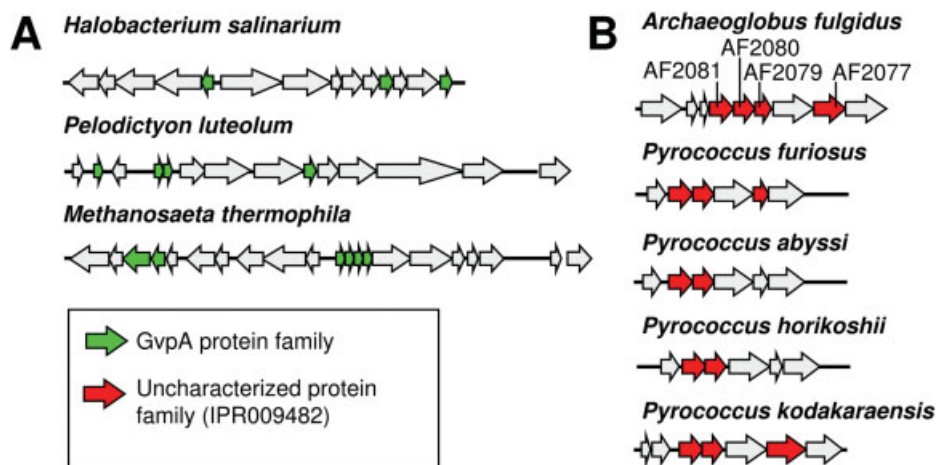 A
Halobacterium salinarium
Pelodictyon luteolum
Methanosaeta thermophila
GvpA protein family
Uncharacterized protein
family (IPR009482)
B
Archaeoglobus fulgidus
AF2080
AF2081
AF2079
AF2077
Pyrococcus furiosus
Pyrococcus abyssi
Pyrococcus horikoshii
Pyrococcus kodakaraensis